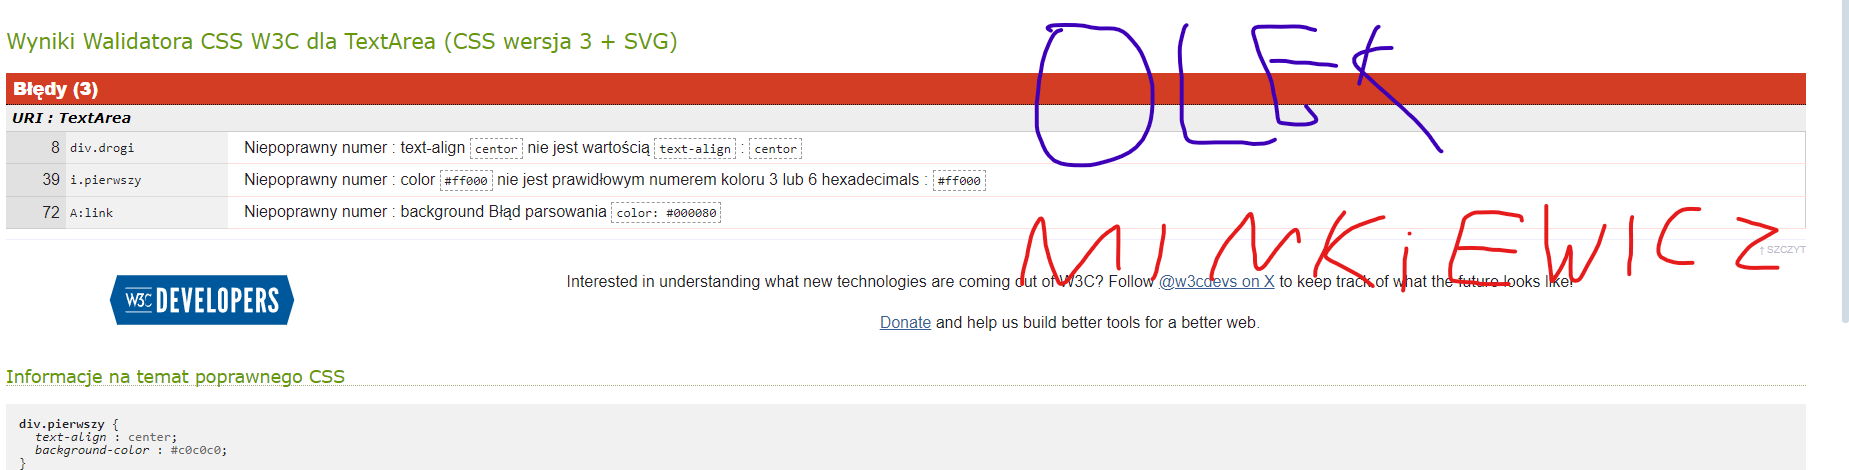 Wyniki Walidatora CSS W3C dla TextArea (CSS wersja 3 + SVG)
OLEK
Błędy (3)
URI : TextArea
8 div.drogi Niepoprawny numer : text-align centor nie jest wartością text-align : centor
39 i.pierwszy Niepoprawny numer : color #ff000 nie jest prawidłowym numerem koloru 3 lub 6 hexadecimals : #ff000
72 A:link Niepoprawny numer : background Błąd parsowania color: #000080
MINKiEWICZ
↑ SZCZYT
W3C DEVELOPERS
Interested in understanding what new technologies are coming out of W3C? Follow @w3cdevs on X to keep track of what the future looks like!
Donate and help us build better tools for a better web.
Informacje na temat poprawnego CSS
div.pierwszy {
text-align : center;
background-color : #c0c0c0;
}